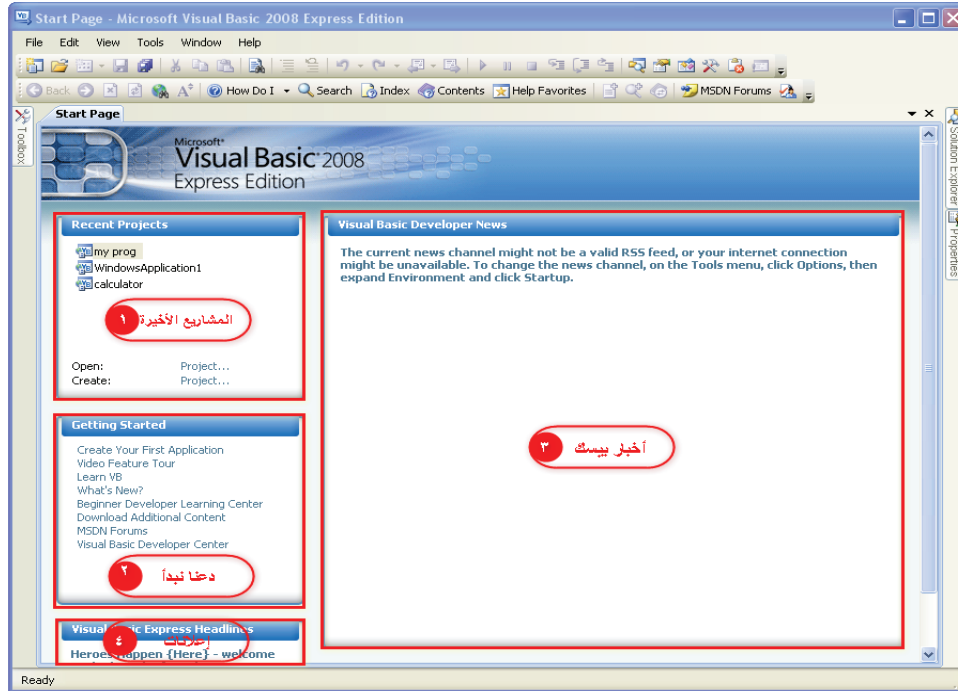 Start Page - Microsoft Visual Basic 2008 Express Edition
File Edit View Tools Window Help
Back How Do I Search Index Contents Help Favorites MSDN Forums
Toolbox
Start Page
Solution Explorer
Properties
Microsoft
Visual Basic 2008
Express Edition
Recent Projects
my prog
WindowsApplication1
calculator
المشاريع الأخيرة ١
Open: Project...
Create: Project...
Getting Started
Create Your First Application
Video Feature Tour
Learn VB
What's New?
Beginner Developer Learning Center
Download Additional Content
MSDN Forums
Visual Basic Developer Center
دعنا نبدأ ٢
Visual Basic Express Headlines
إعلانات ٤
Heroes Happen {Here} - welcome
Visual Basic Developer News
The current news channel might not be a valid RSS feed, or your internet connection
might be unavailable. To change the news channel, on the Tools menu, click Options, then
expand Environment and click Startup.
أخبار بيسك ٣
Ready